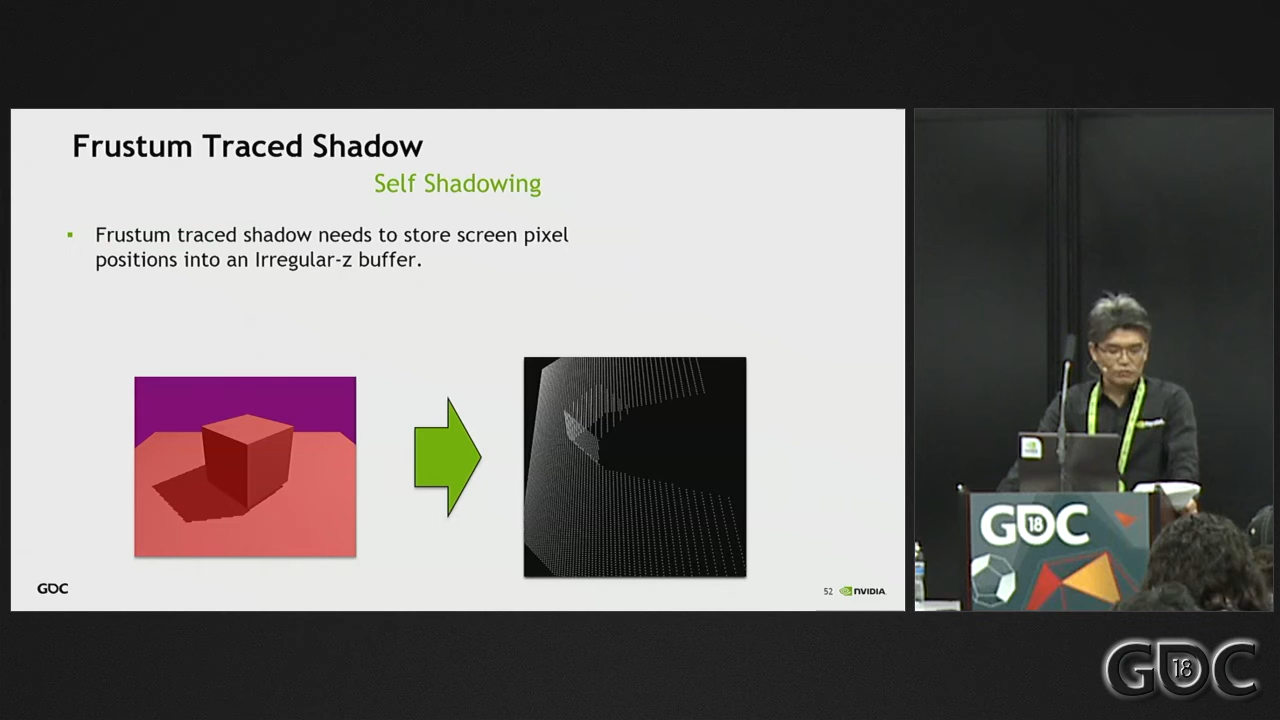 Frustum Traced Shadow
Self Shadowing
Frustum traced shadow needs to store screen pixel
positions into an Irregular-z buffer.
GDC
52 NVIDIA.
GDC
18
GDC
18